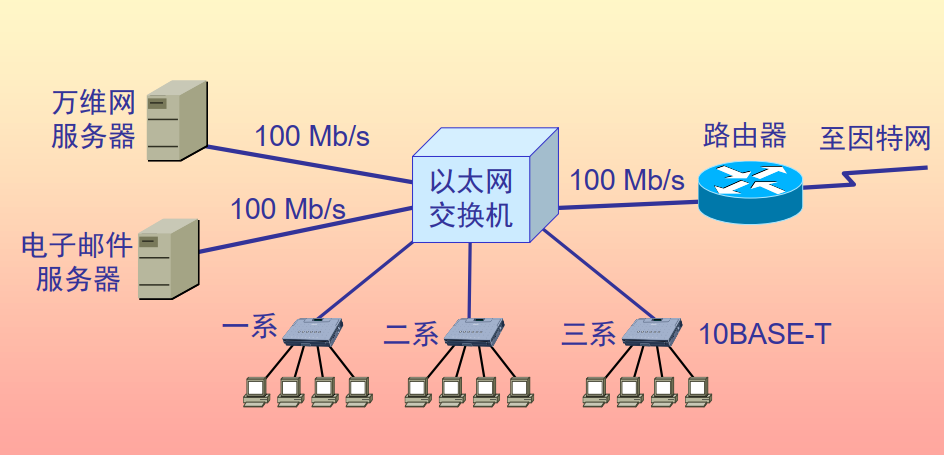 万维网
服务器
100 Mb/s
路由器
至因特网
以太网
交换机
100 Mb/s
100 Mb/s
电子邮件
服务器
一系
二系
三系
10BASE-T